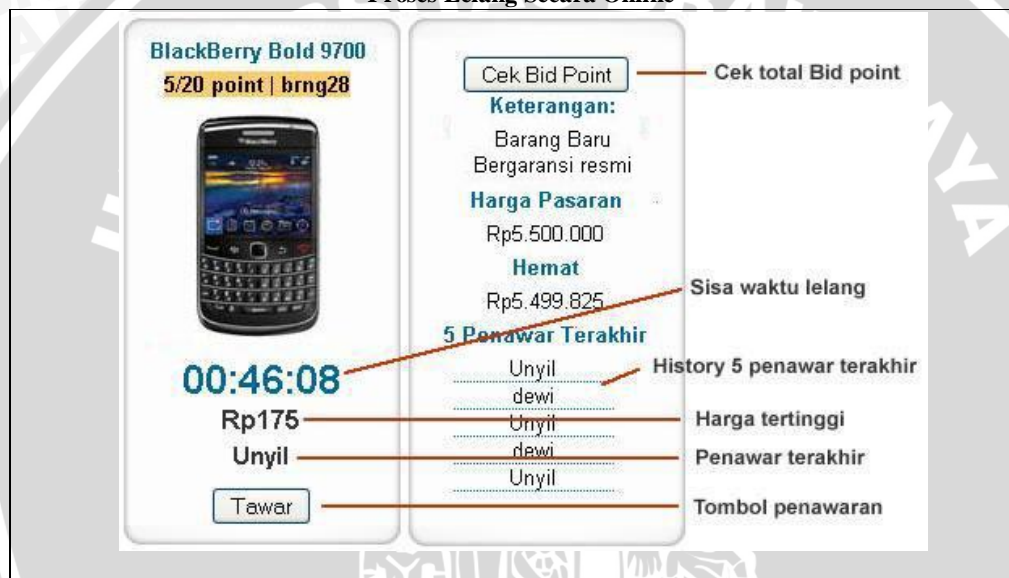 Proses Lelang Secara Online
BlackBerry Bold 9700
5/20 point | brng28
00:46:08
Rp175
Unyil
Tawar
Cek Bid Point
Keterangan:
Barang Baru
Bergaransi resmi
Harga Pasaran
Rp5.500.000
Hemat
Rp5.499.825
5 Penawar Terakhir
Unyil
dewi
Unyil
dewi
Unyil
Cek total Bid point
Sisa waktu lelang
History 5 penawar terakhir
Harga tertinggi
Penawar terakhir
Tombol penawaran